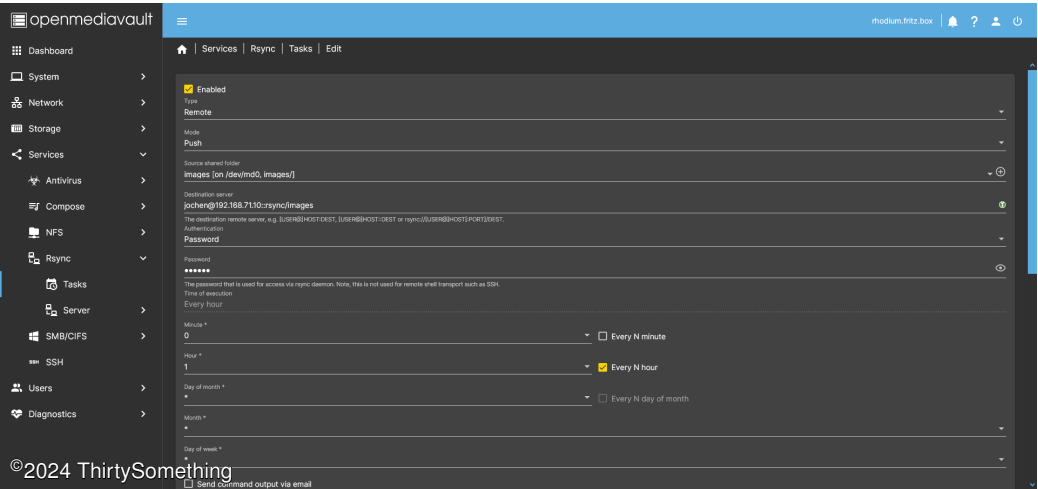 openmediavault
rhodium.fritz.box
Dashboard
System
Network
Storage
Services
Antivirus
Compose
NFS
Rsync
Tasks
Server
SMB/CIFS
SSH SSH
Users
Diagnostics
Services | Rsync | Tasks | Edit
Enabled
Type
Remote
Mode
Push
Source shared folder
images [on /dev/md0, images/]
Destination server
jochen@192.168.71.10::rsync/images
The destination remote server, e.g. [USER@]HOST:DEST, [USER@]HOST::DEST or rsync://[USER@]HOST[:PORT]/DEST.
Authentication
Password
Password
••••••
The password that is used for access via rsync daemon. Note, this is not used for remote shell transport such as SSH.
Time of execution
Every hour
Minute *
0
Every N minute
Hour *
1
Every N hour
Day of month *
*
Every N day of month
Month *
*
Day of week *
*
Send command output via email
©2024 ThirtySomething